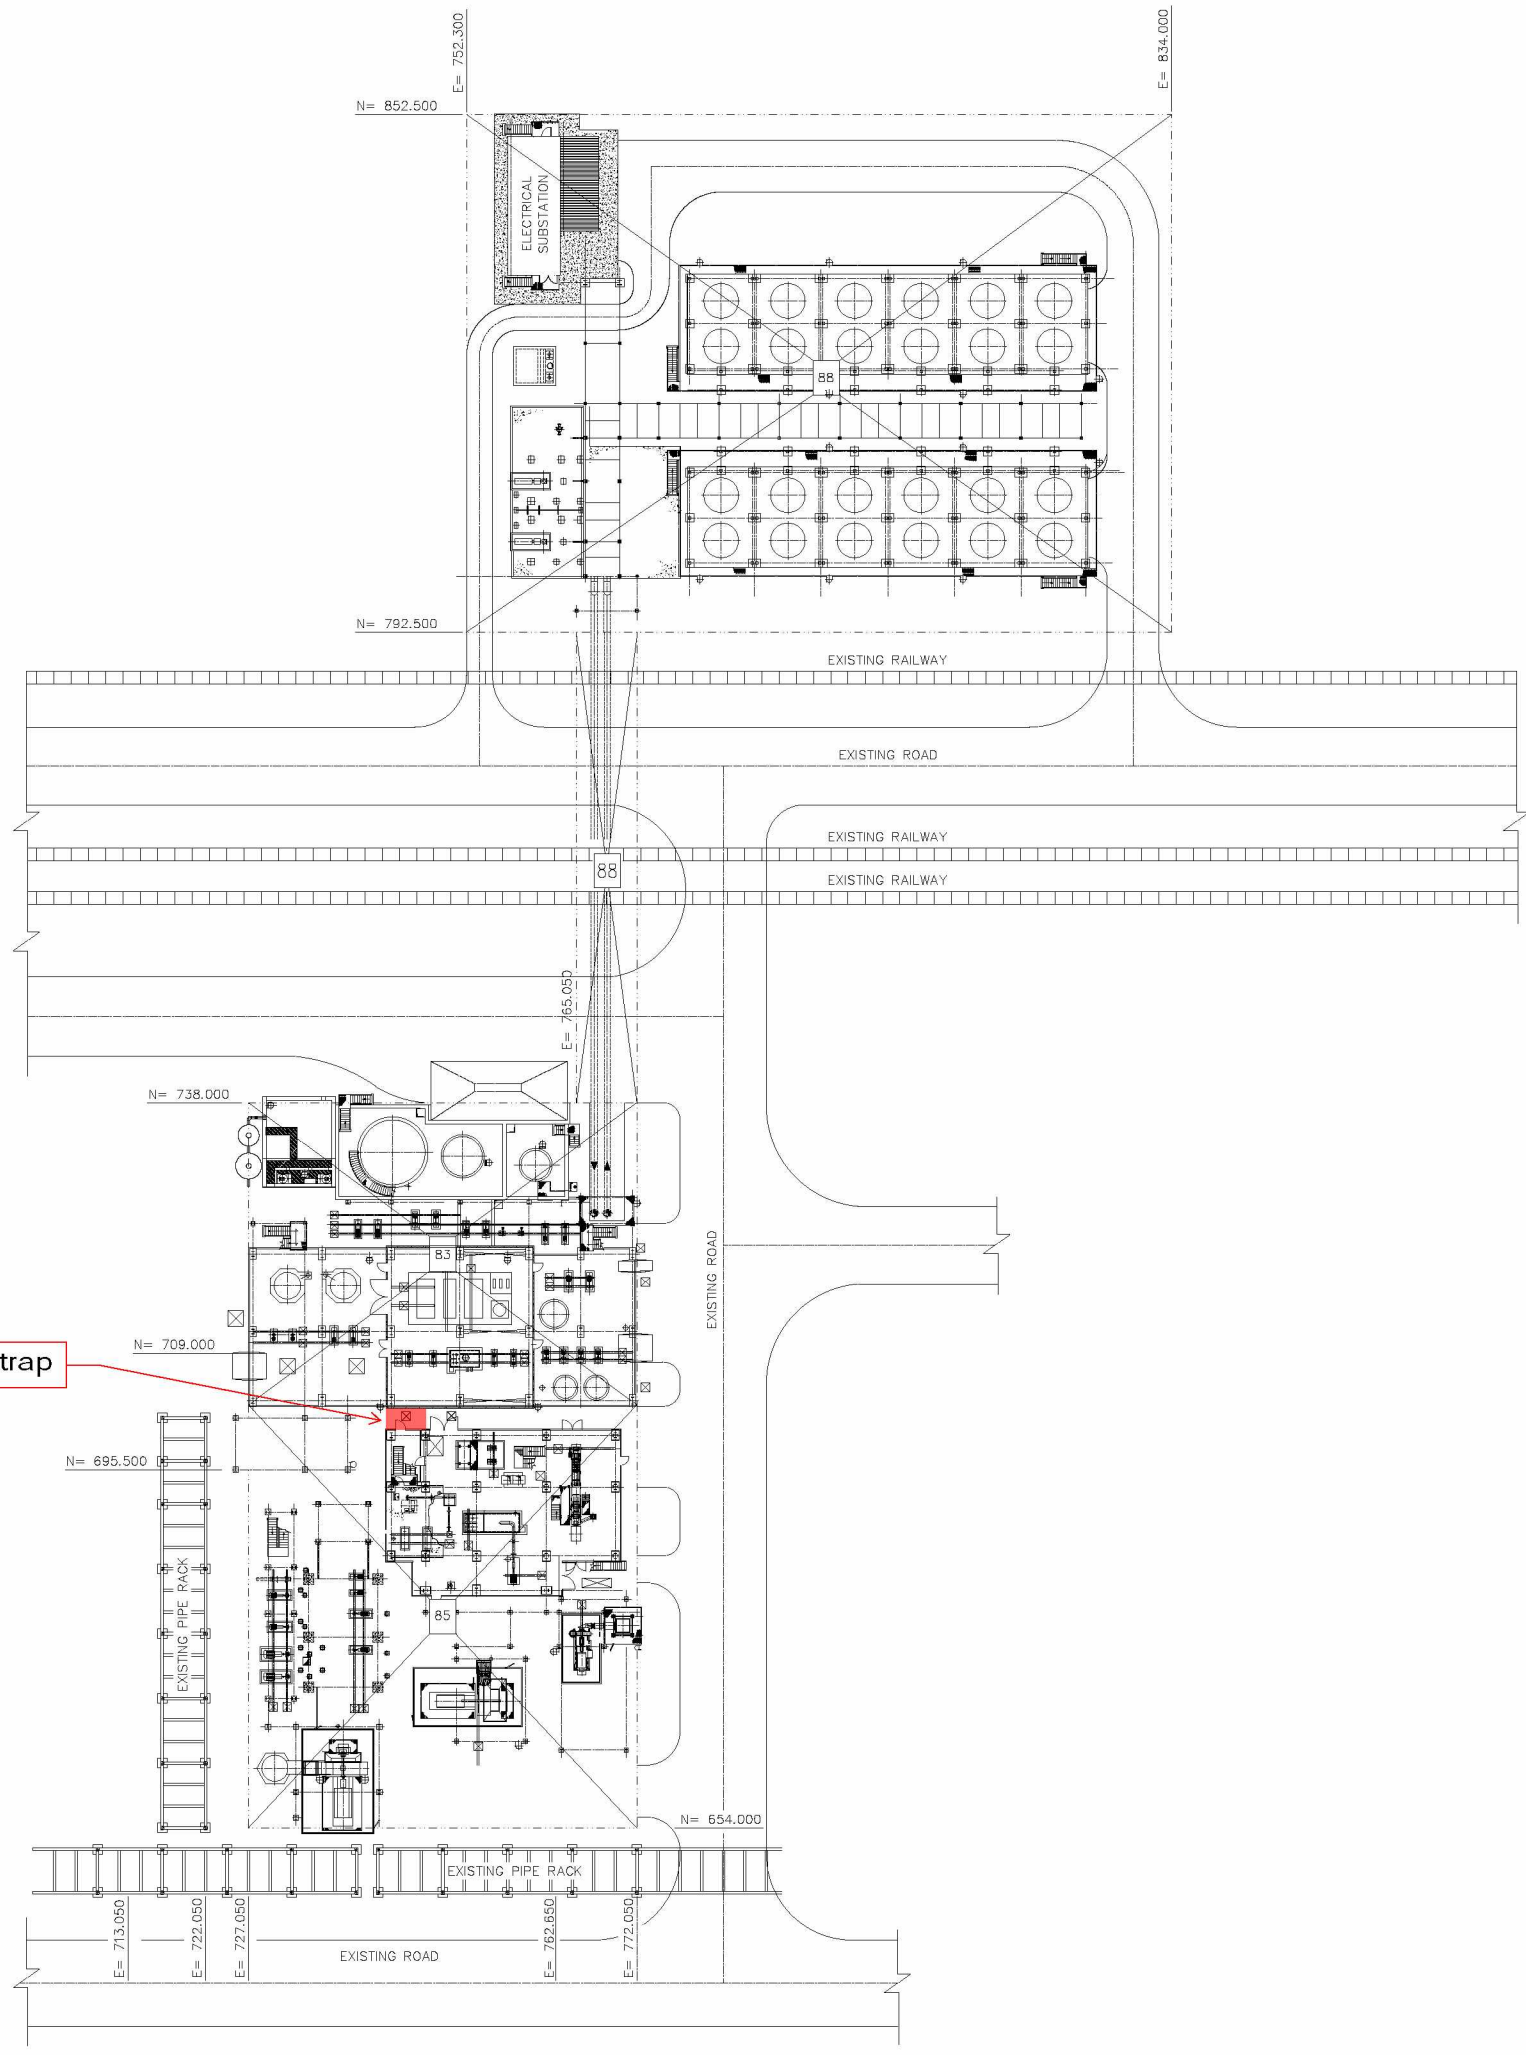 E= 752.300
E= 834.000
N= 852.500
ELECTRICAL
SUBSTATION
88
N= 792.500
EXISTING RAILWAY
EXISTING ROAD
EXISTING RAILWAY
88
EXISTING RAILWAY
E= 765.050
N= 738.000
83
EXISTING ROAD
N= 709.000
trap
N= 695.500
EXISTING PIPE RACK
85
N= 654.000
EXISTING PIPE RACK
E= 713.050
E= 722.050
E= 727.050
E= 762.650
E= 772.050
EXISTING ROAD